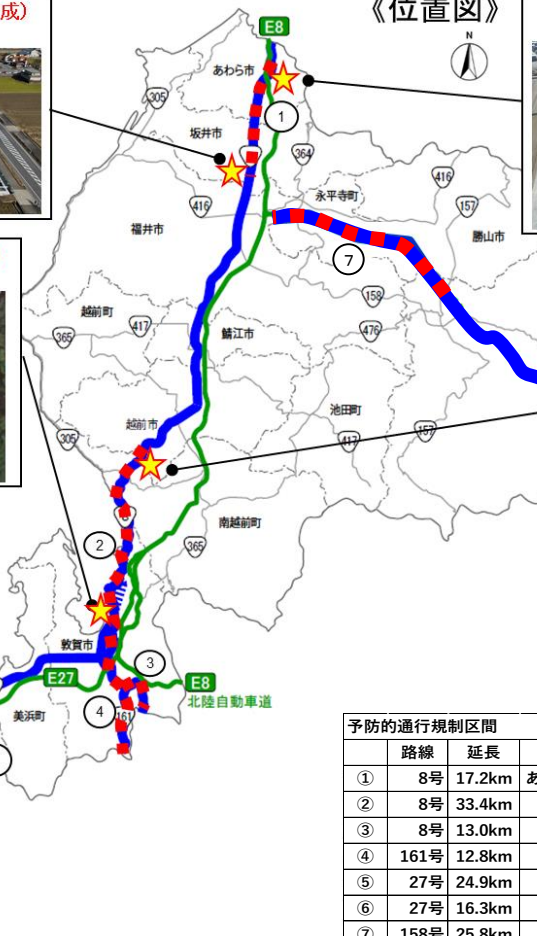 成）
《位置図》
E8
N
あわら市
305
①
坂井市
364
416
永平寺町
416
157
福井市
勝山市
⑦
158
越前町
417
鯖江市
476
365
池田町
越前市
305
417
157
南越前町
②
365
敦賀市
③
E27
E8
北陸自動車道
美浜町
④
161
予防的通行規制区間
路線 延長
① 8号 17.2km あ
② 8号 33.4km
③ 8号 13.0km
④ 161号 12.8km
⑤ 27号 24.9km
⑥ 27号 16.3km
⑦ 158号 25.8km